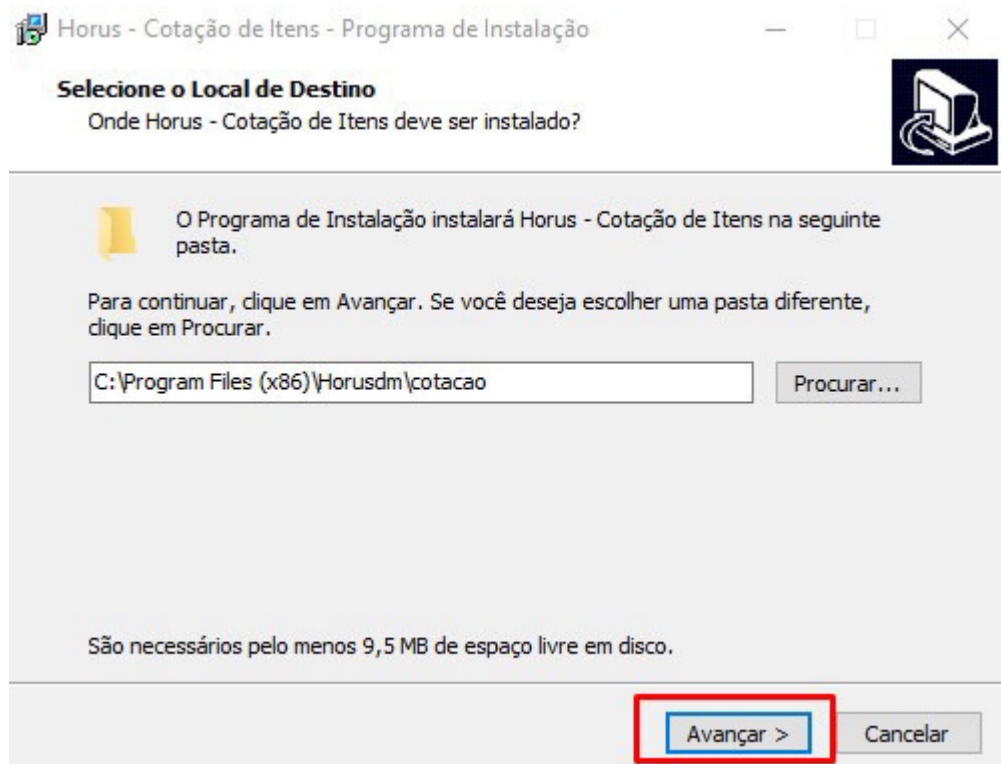 Horus - Cotação de Itens - Programa de Instalação
Selecione o Local de Destino
Onde Horus - Cotação de Itens deve ser instalado?
O Programa de Instalação instalará Horus - Cotação de Itens na seguinte
pasta.
Para continuar, clique em Avançar. Se você deseja escolher uma pasta diferente,
clique em Procurar.
C:\Program Files (x86)\Horusdm\cotacao
Procurar...
São necessários pelo menos 9,5 MB de espaço livre em disco.
Avançar >
Cancelar